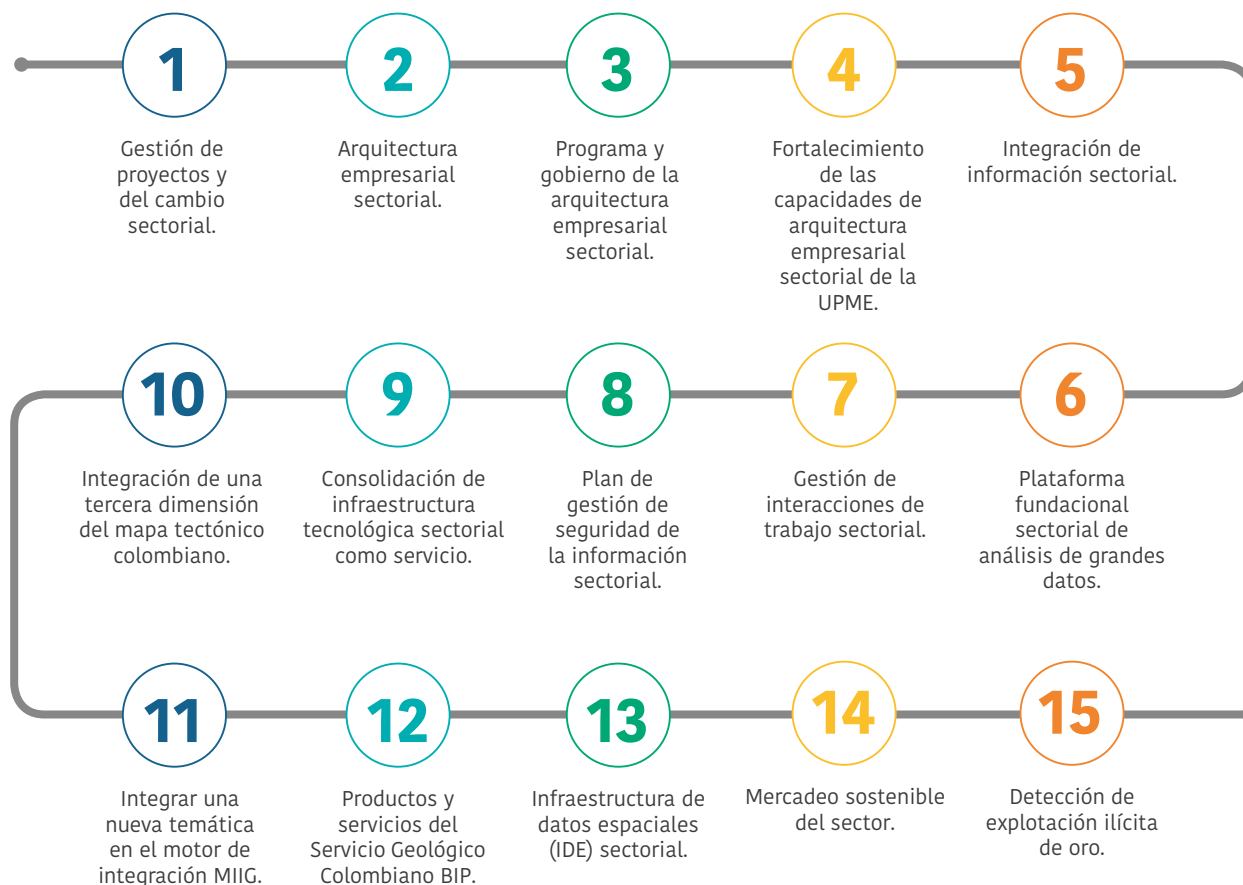 1
Gestión de
proyectos y
del cambio
sectorial.
2
Arquitectura
empresarial
sectorial.
3
Programa y
gobierno de la
arquitectura
empresarial
sectorial.
4
Fortalecimiento
de las
capacidades de
arquitectura
empresarial
sectorial de la
UPME.
5
Integración de
información sectorial.
6
Plataforma
fundacional
sectorial de
análisis de grandes
datos.
7
Gestión de
interacciones de
trabajo sectorial.
8
Plan de
gestión de
seguridad de
la información
sectorial.
9
Consolidación de
infraestructura
tecnológica sectorial
como servicio.
10
Integración de una
tercera dimensión
del mapa tectónico
colombiano.
11
Integrar una
nueva temática
en el motor de
integración MIIG.
12
Productos y
servicios del
Servicio Geológico
Colombiano BIP.
13
Infraestructura de
datos espaciales
(IDE) sectorial.
14
Mercadeo sostenible
del sector.
15
Detección de
explotación ilícita
de oro.